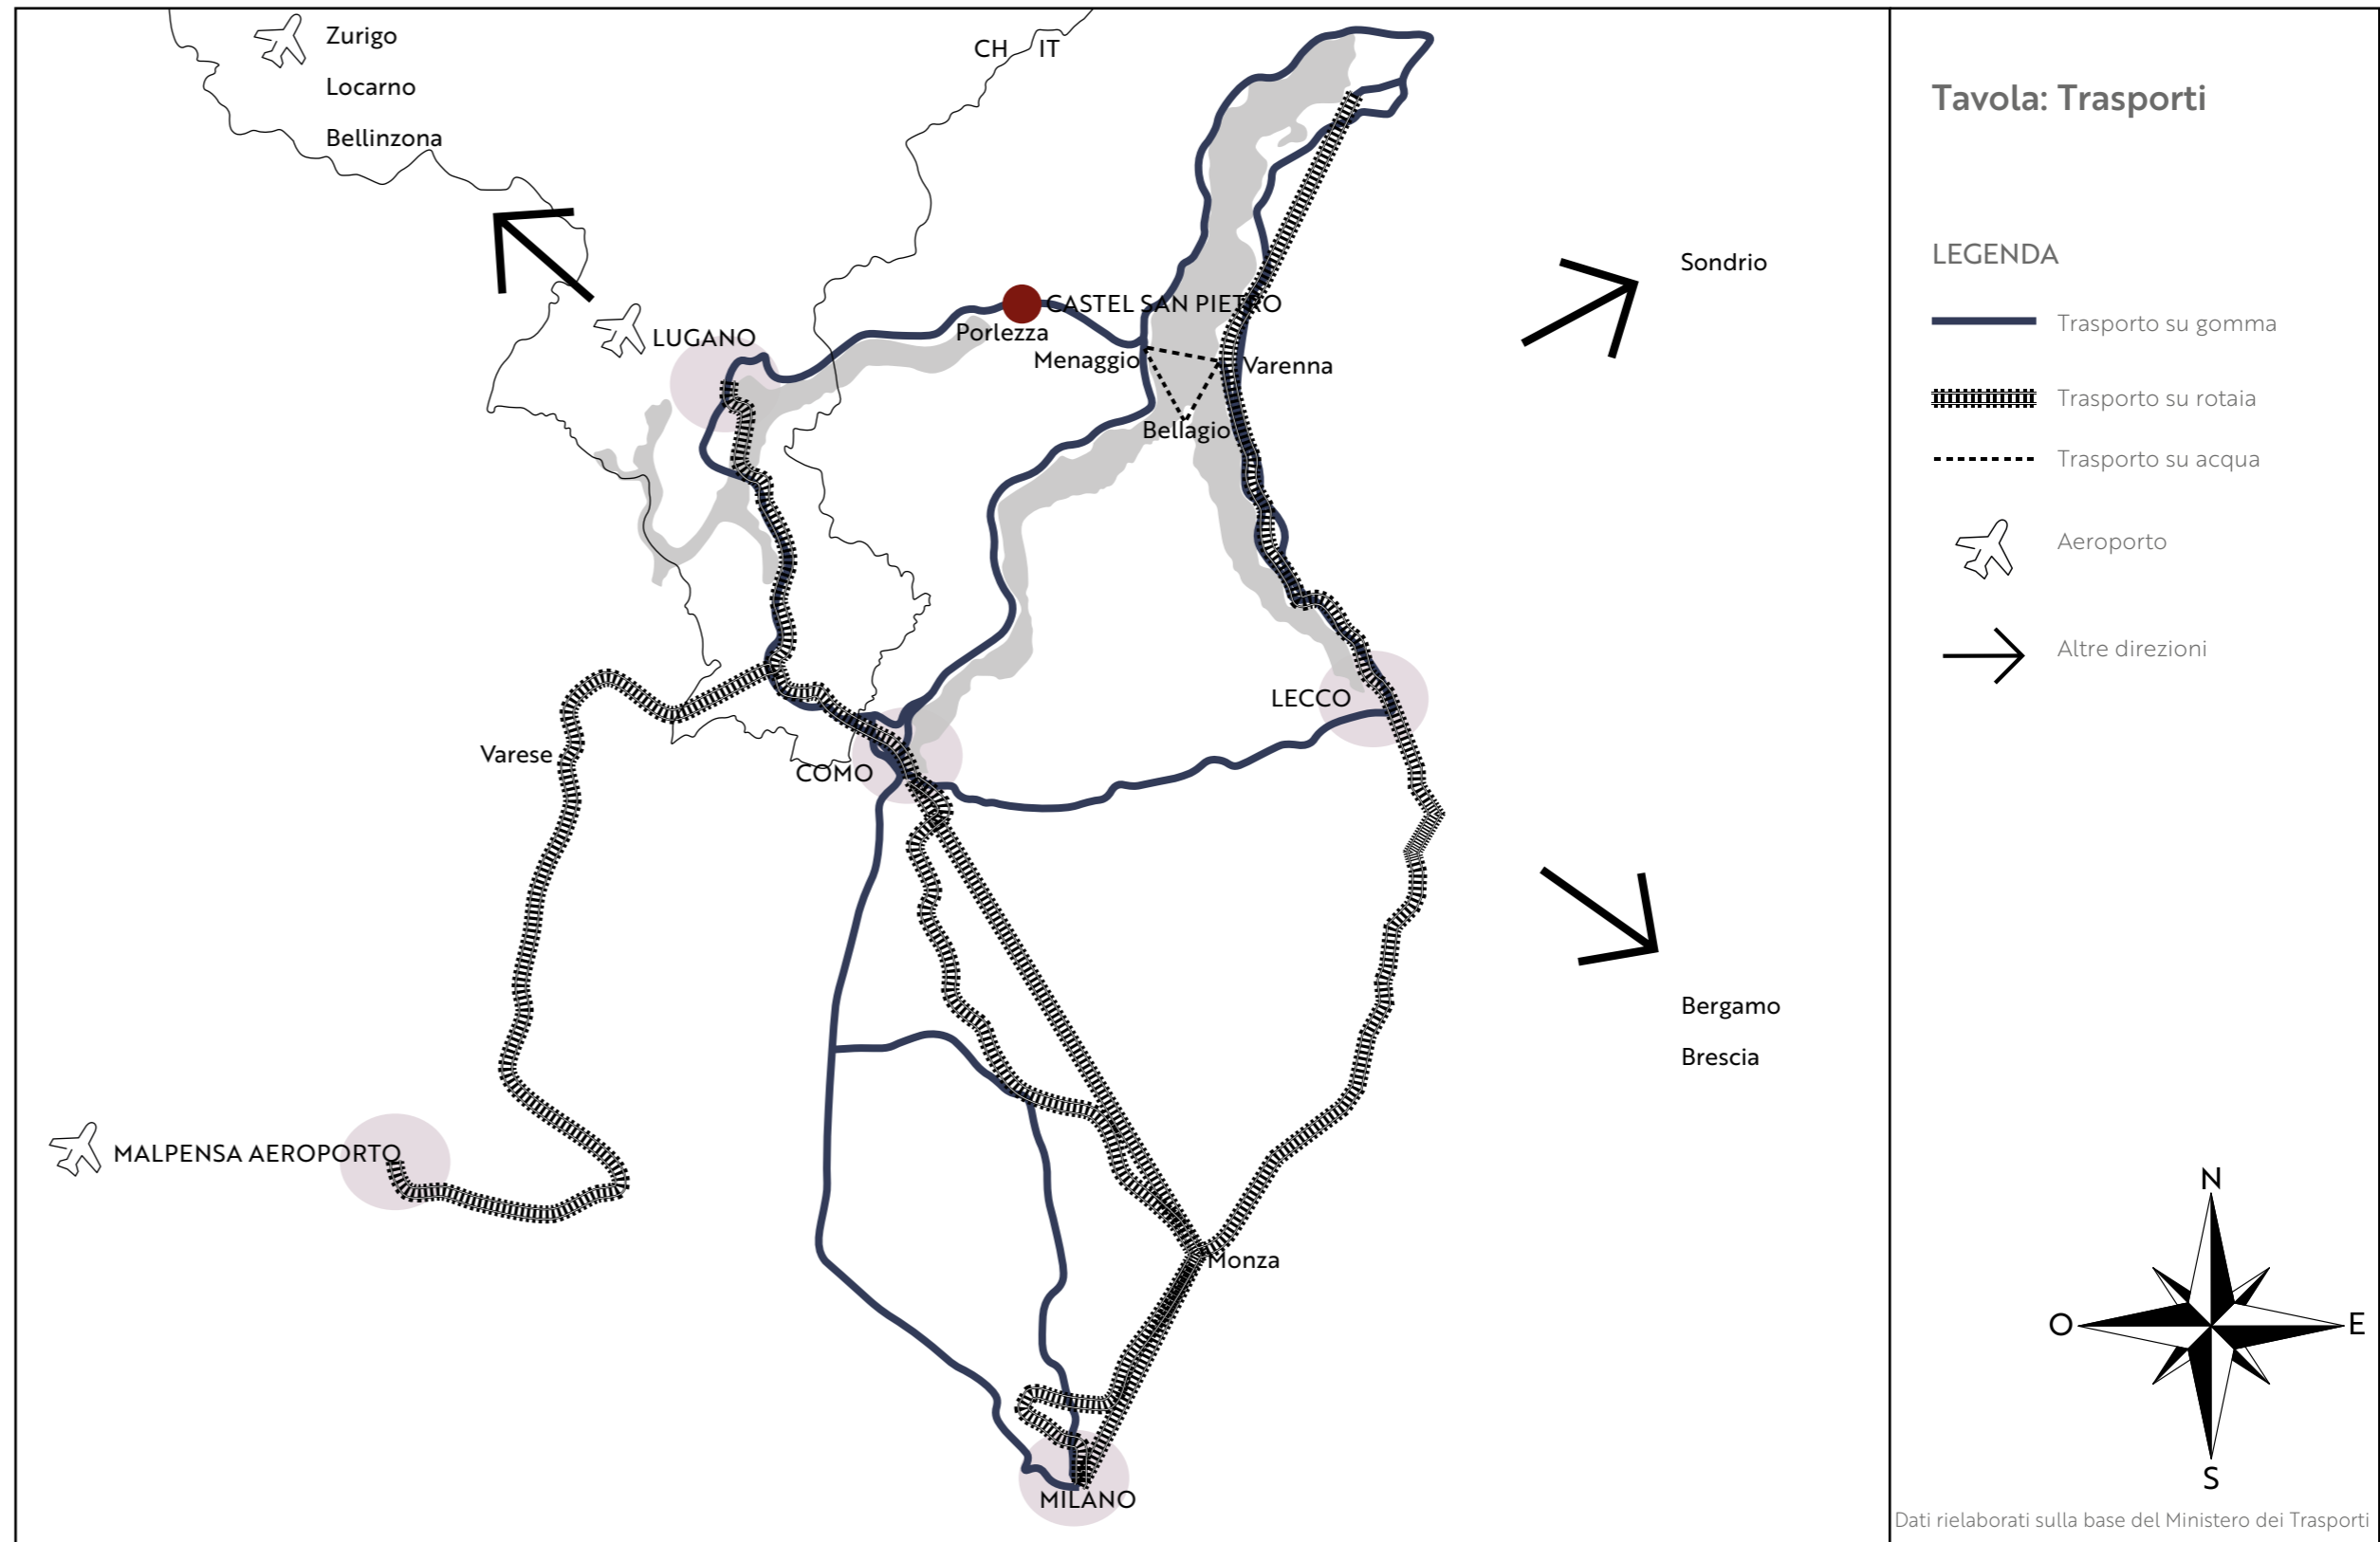 Zurigo
Locarno
Bellinzona
CH
IT
Sondrio
CASTEL SAN PIETRO
Porlezza
LUGANO
Menaggio
Varenna
Bellagio
LECCO
Varese
COMO
Bergamo
Brescia
MALPENSA AEROPORTO
Monza
MILANO
Tavola: Trasporti
LEGENDA
Trasporto su gomma
Trasporto su rotaia
Trasporto su acqua
Aeroporto
Altre direzioni
N
O
E
S
Dati rielaborati sulla base del Ministero dei Trasporti